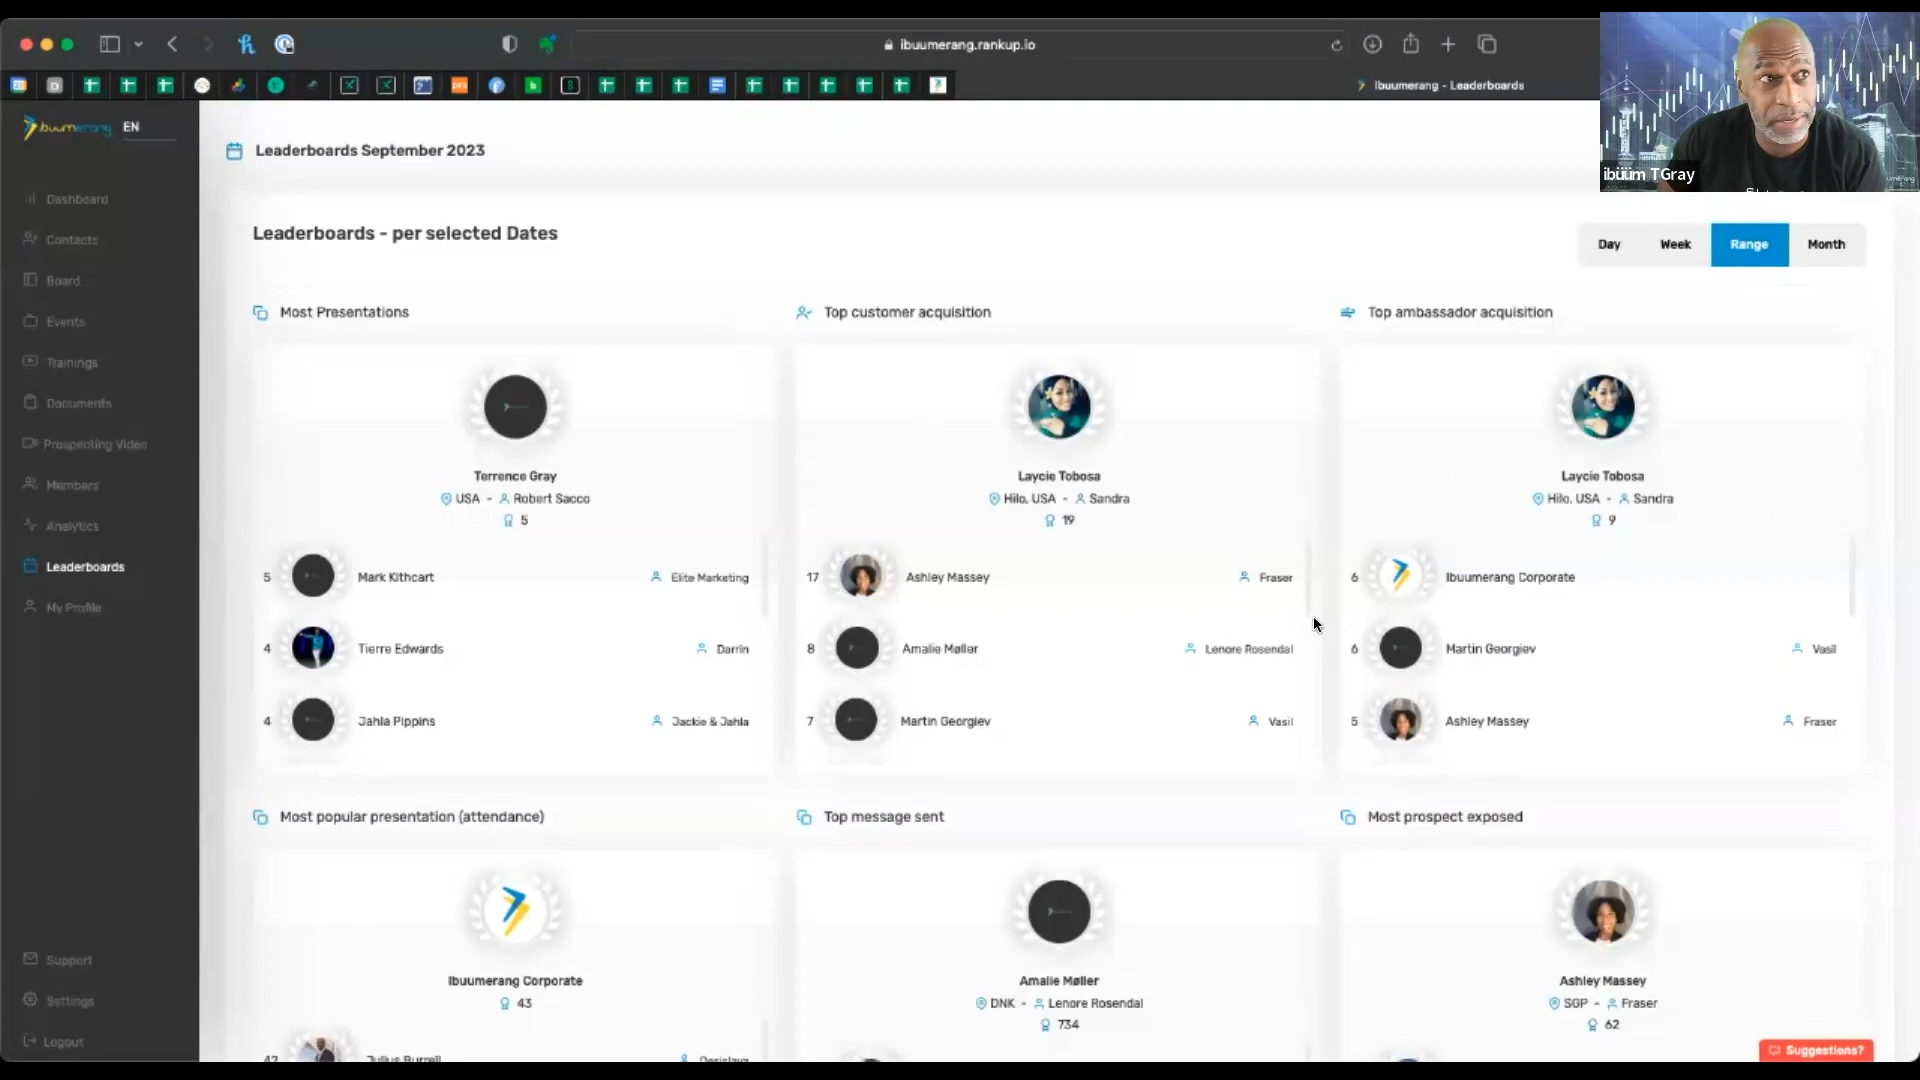 ibuumerang.rankup.io
Ibuumerang - Leaderboards
ibuumerang
EN
ibüüm TGray
Dashboard
Contacts
Board
Events
Trainings
Documents
Prospecting Video
Members
Analytics
Leaderboards
My Profile
Support
Settings
Logout
Leaderboards September 2023
Leaderboards - per selected Dates
Day Week Range Month
Most Presentations
Terrence Gray
USA - Robert Sacco
5
5 Mark Kithcart Elite Marketing
4 Tierre Edwards Darrin
4 Jahla Pippins Jackie & Jahla
Top customer acquisition
Laycie Tobosa
Hilo, USA - Sandra
19
17 Ashley Massey Fraser
8 Amalie Møller Lenore Rosendal
7 Martin Georgiev Vasil
Top ambassador acquisition
Laycie Tobosa
Hilo, USA - Sandra
9
6 Ibuumerang Corporate
6 Martin Georgiev Vasil
5 Ashley Massey Fraser
Most popular presentation (attendance)
Ibuumerang Corporate
43
42 Julius Burrell Desislava
Top message sent
Amalie Møller
DNK - Lenore Rosendal
734
Most prospect exposed
Ashley Massey
SGP - Fraser
62
Suggestions?